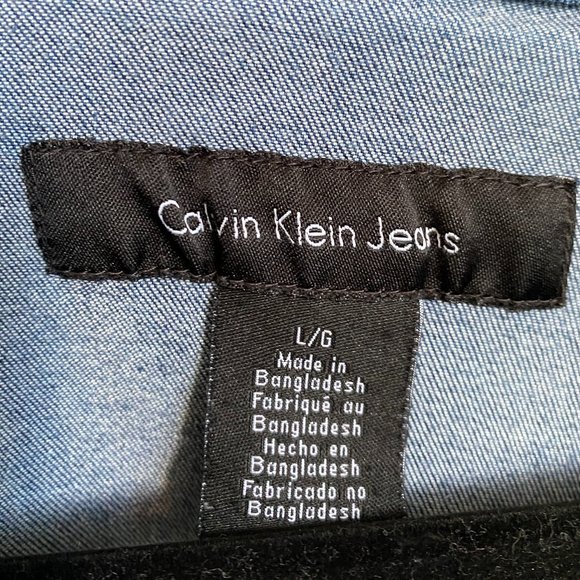 Calvin Klein Jeans
L/G
Made in
Bangladesh
Fabriqué au
Bangladesh
Hecho en
Bangladesh
Fabricado no
Bangladesh